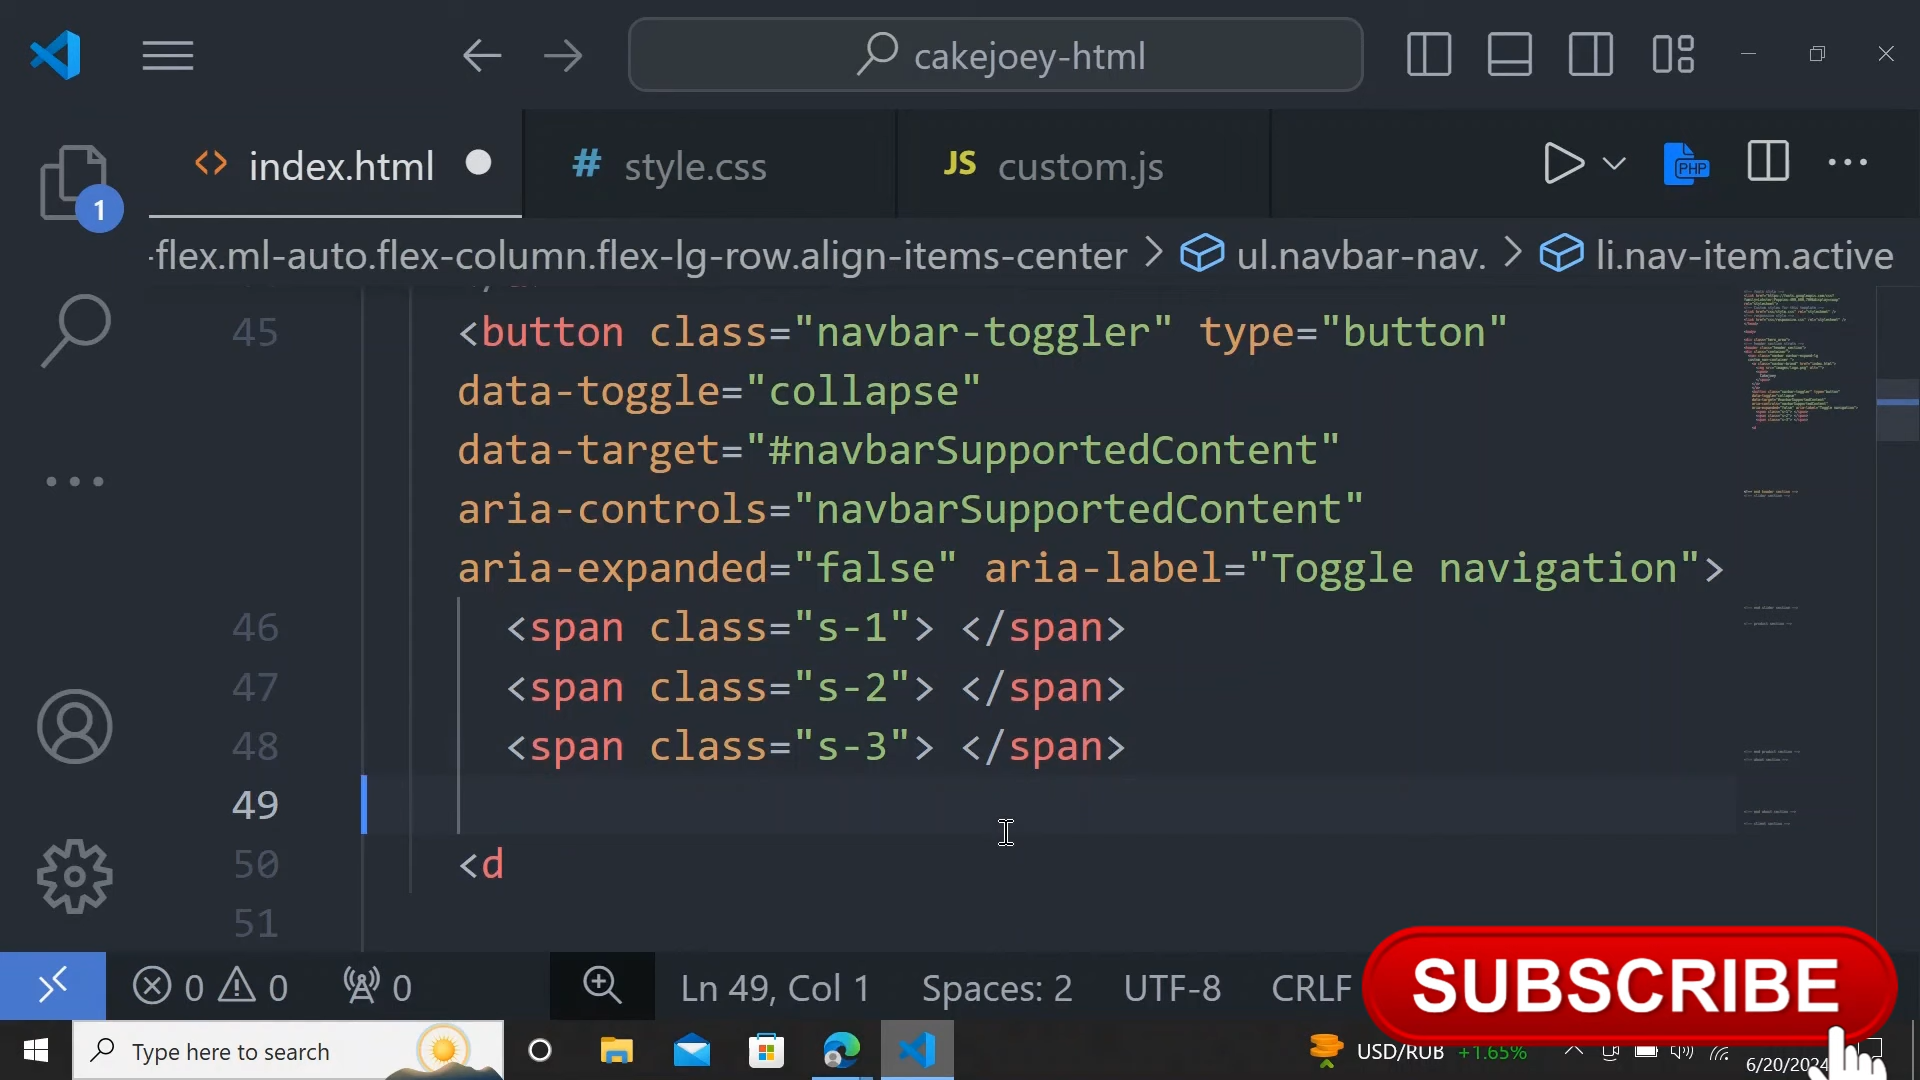 cakejoey-html
index.html
# style.css
JS custom.js
PHP
1
-flex.ml-auto.flex-column.flex-lg-row.align-items-center > ul.navbar-nav. > li.nav-item.active
45 <button class="navbar-toggler" type="button"
data-toggle="collapse"
data-target="#navbarSupportedContent"
aria-controls="navbarSupportedContent"
aria-expanded="false" aria-label="Toggle navigation">
46 <span class="s-1"> </span>
47 <span class="s-2"> </span>
48 <span class="s-3"> </span>
49
50 <d
51
0 0 0 Ln 49, Col 1 Spaces: 2 UTF-8 CRLF
SUBSCRIBE
Type here to search
USD/RUB +1.65%